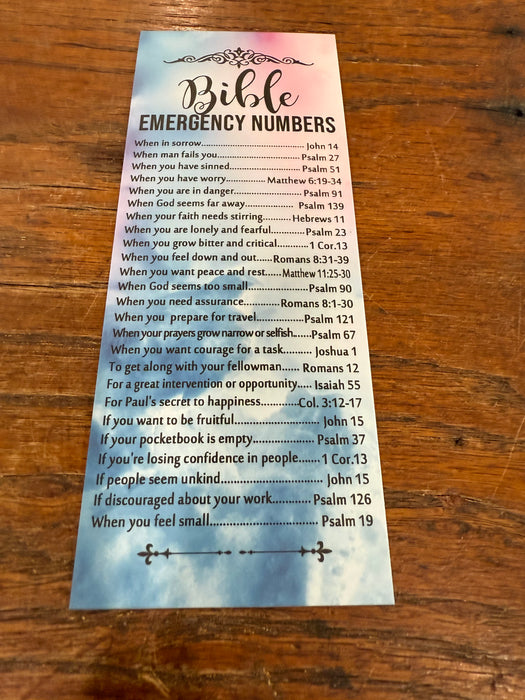 Bible
EMERGENCY NUMBERS
When in sorrow.......................................... John 14
When man fails you................................... Psalm 27
When you have sinned............................... Psalm 51
When you have worry................ Matthew 6:19-34
When you are in danger............................ Psalm 91
When God seems far away................... Psalm 139
When your faith needs stirring........... Hebrews 11
When you are lonely and fearful............ Psalm 23
When you grow bitter and critical............1 Cor.13
When you feel down and out...... Romans 8:31-39
When you want peace and rest......Matthew 11:25-30
When God seems too small..................... Psalm 90
When you need assurance......... Romans 8:1-30
When you prepare for travel................ Psalm 121
When your prayers grow narrow or selfish......Psalm 67
When you want courage for a task.......... Joshua 1
To get along with your fellowman...... Romans 12
For a great intervention or opportunity..... Isaiah 55
For Paul's secret to happiness.............Col. 3:12-17
If you want to be fruitful........................... John 15
If your pocketbook is empty................... Psalm 37
If you're losing confidence in people.......1 Cor.13
If people seem unkind............................... John 15
If discouraged about your work............ Psalm 126
When you feel small................................. Psalm 19